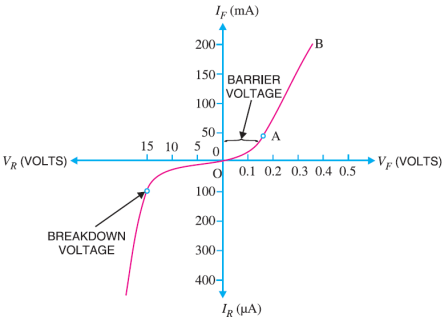 I_F (mA)
200
B
150
BARRIER
VOLTAGE
100
50
A
15 10 5 0
V_R (VOLTS)
V_F (VOLTS)
O
0.1 0.2 0.3 0.4 0.5
100
BREAKDOWN
VOLTAGE
200
300
400
I_R (μA)